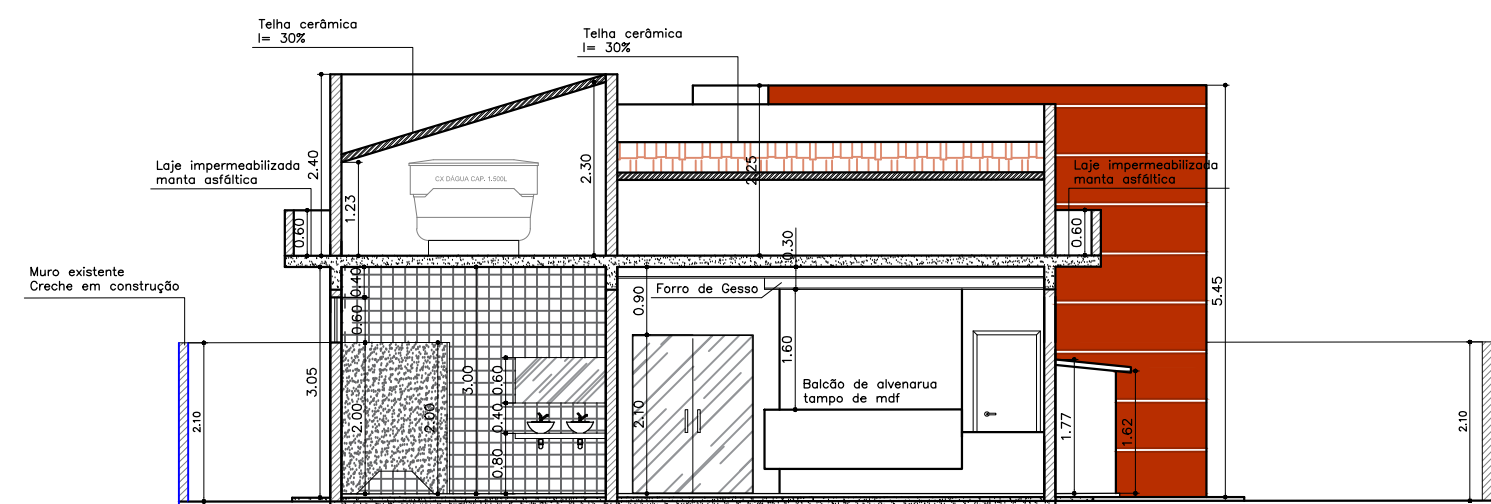 Telha cerâmica
I= 30%
Telha cerâmica
I= 30%
Laje impermeabilizada
manta asfáltica
2.40
1.23
0.60
CX DÁGUA CAP. 1.500L
2.30
2.25
Laje impermeabilizada
manta asfáltica
0.60
0.30
Muro existente
Creche em construção
0.40
0.60
Forro de Gesso
0.90
5.45
1.60
3.05
3.00
0.60
2.00
2.00
0.40
0.80
2.10
Balcão de alvenarua
tampo de mdf
1.77
1.62
2.10
2.10